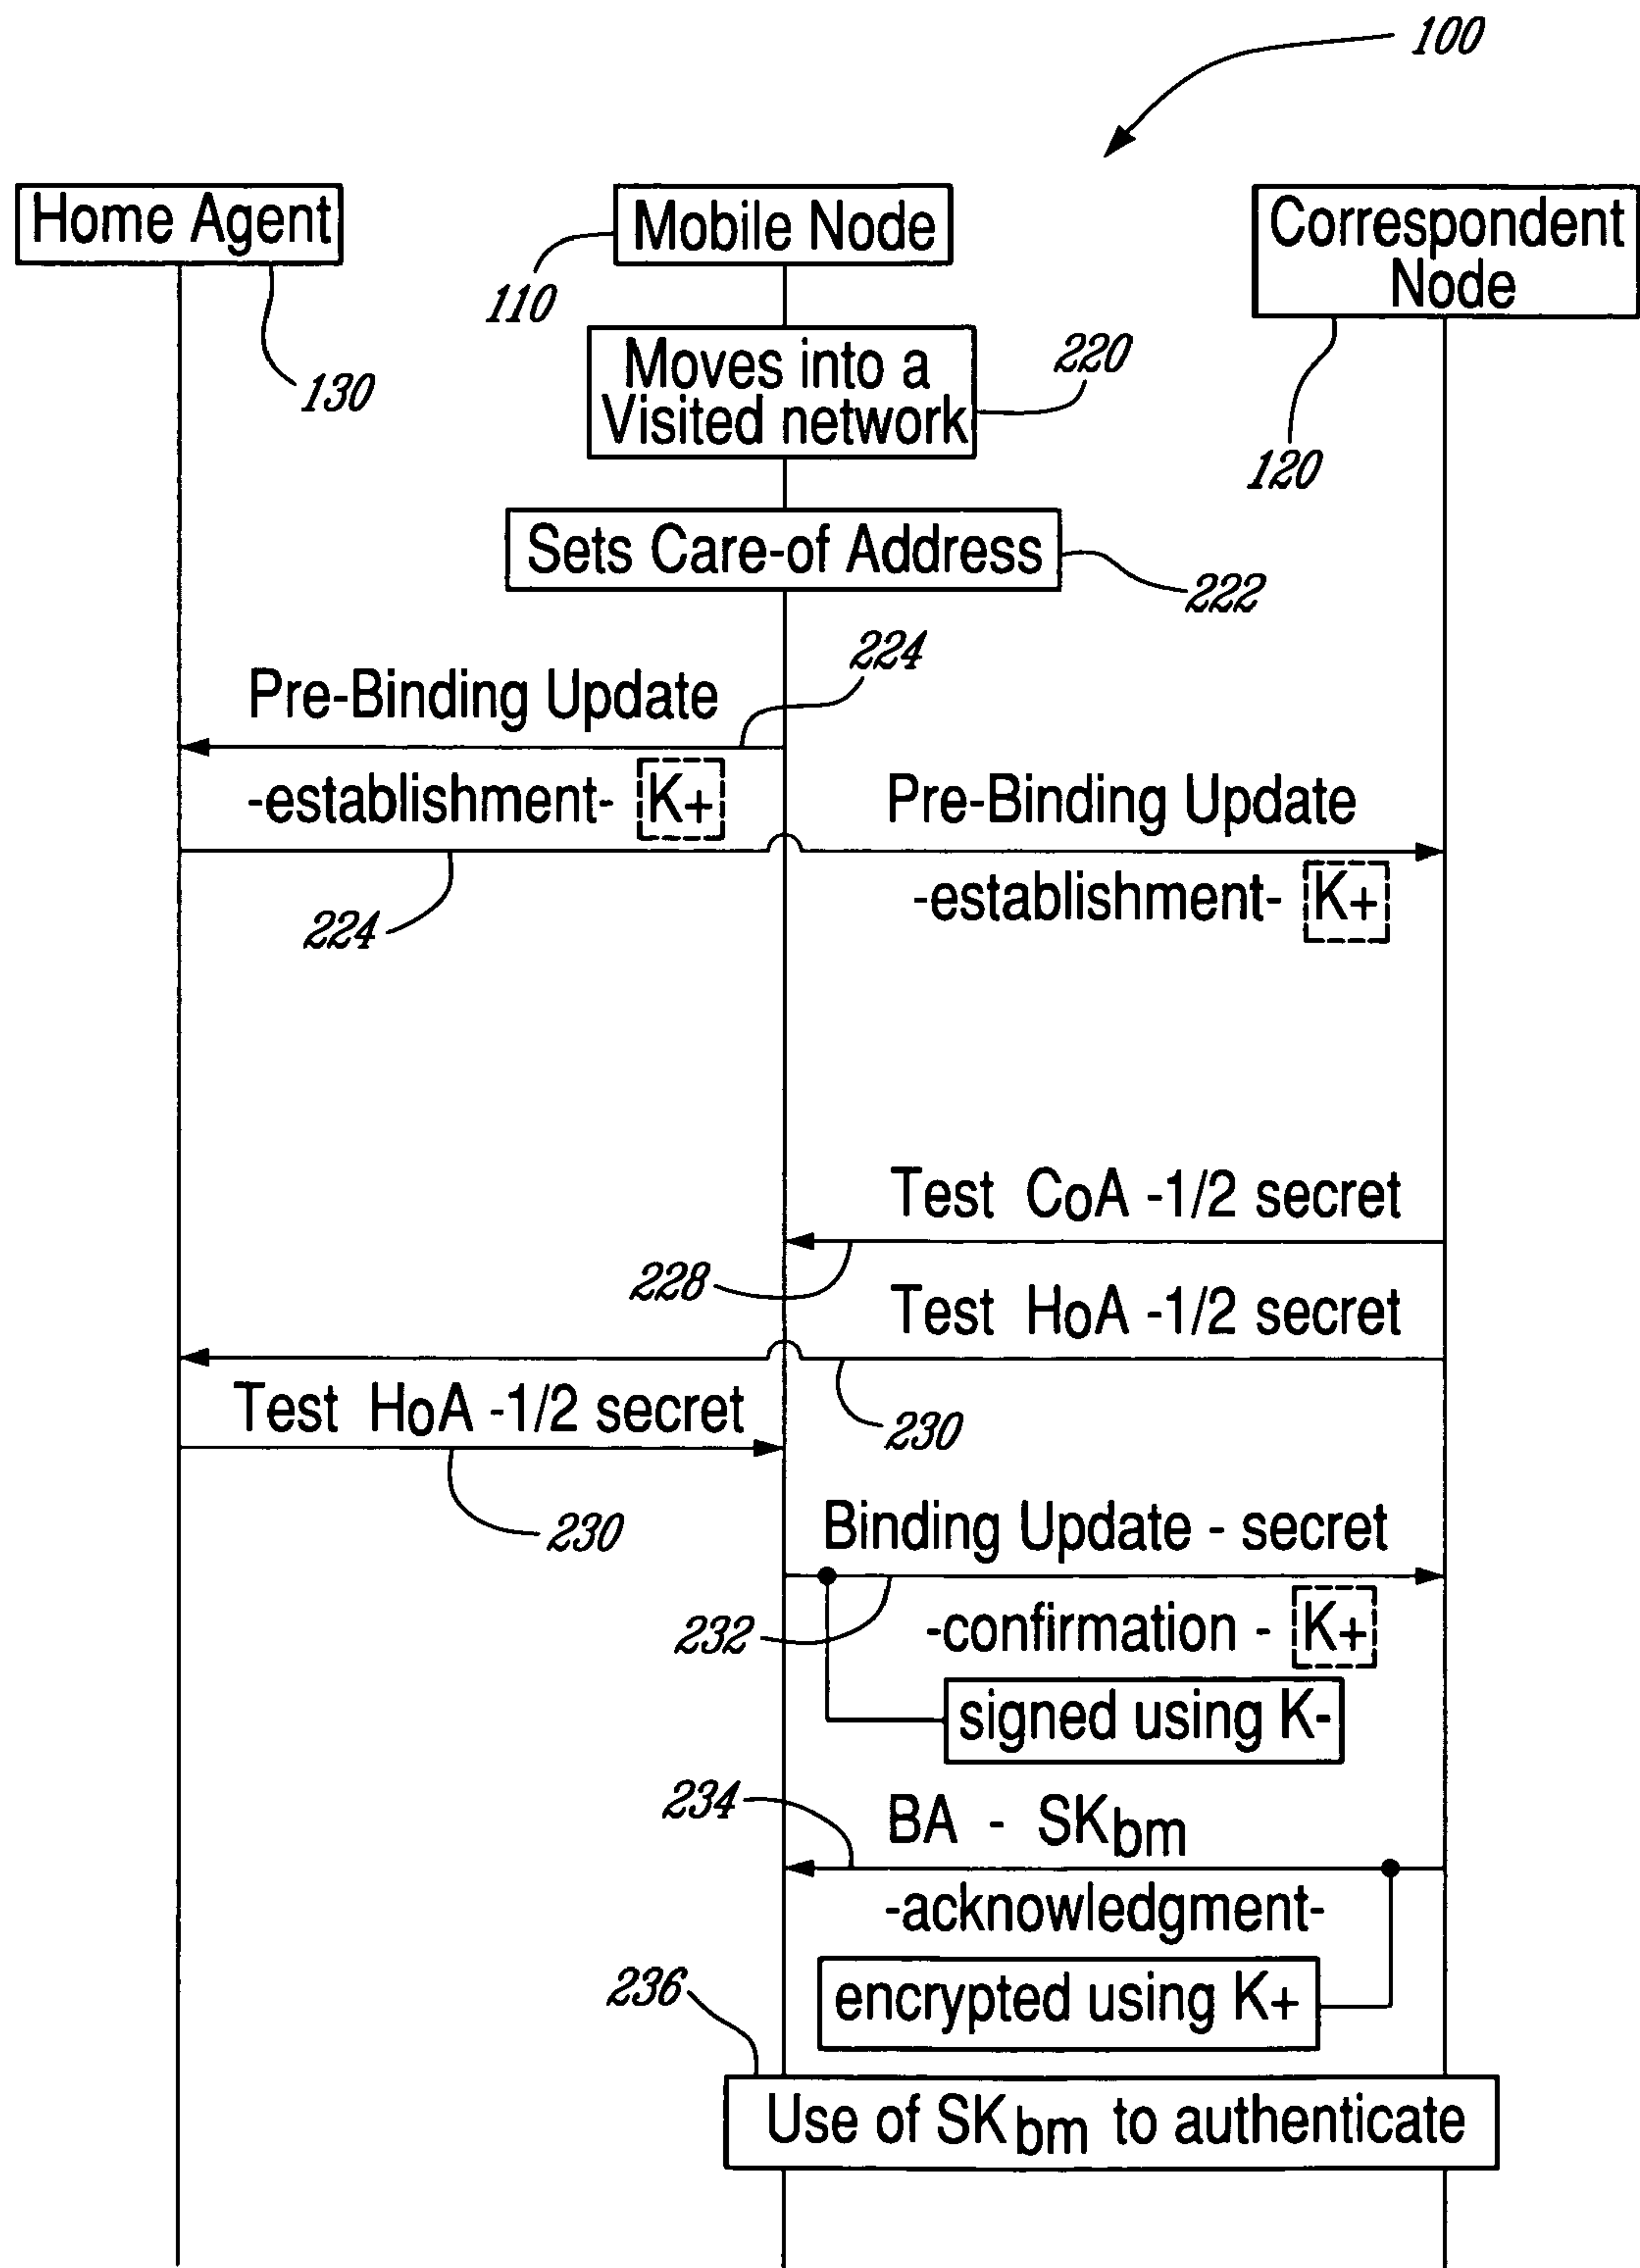 100
Home Agent
Mobile Node
Correspondent
Node
110
130
120
Moves into a
Visited network
220
Sets Care-of Address
222
224
Pre-Binding Update
-establishment- K+
Pre-Binding Update
224
-establishment- K+
Test CoA -1/2 secret
228
Test HoA -1/2 secret
230
Test HoA -1/2 secret
230
Binding Update - secret
232
-confirmation - K+
signed using K-
234
BA - SKbm
-acknowledgment-
encrypted using K+
236
Use of SKbm to authenticate